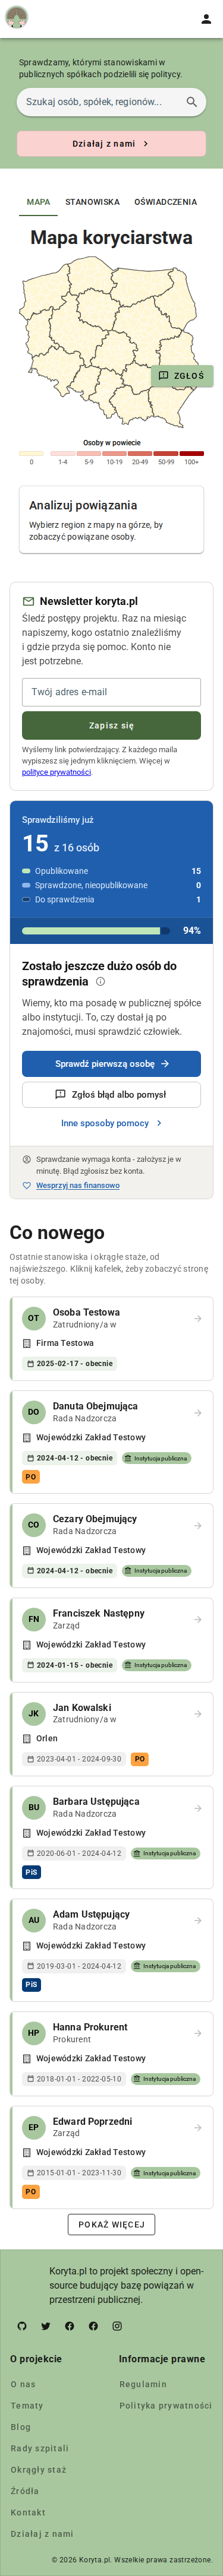 Sprawdzamy, którymi stanowiskami w
publicznych spółkach podzielili się politycy.
Szukaj osób, spółek, regionów...
Działaj z nami
MAPA
STANOWISKA
OŚWIADCZENIA
Mapa koryciarstwa
ZGŁOŚ
Osoby w powiecie
0
1-4
5-9
10-19
20-49
50-99
100+
Analizuj powiązania
Wybierz region z mapy na górze, by
zobaczyć powiązane osoby.
Newsletter koryta.pl
Śledź postępy projektu. Raz na miesiąc
napiszemy, kogo ostatnio znaleźliśmy
i gdzie przyda się pomoc. Konto nie
jest potrzebne.
Twój adres e-mail
Zapisz się
Wyślemy link potwierdzający. Z każdego maila
wypiszesz się jednym kliknięciem. Więcej w
polityce prywatności.
Sprawdziliśmy już
15 z 16 osób
Opublikowane 15
Sprawdzone, nieopublikowane 0
Do sprawdzenia 1
94%
Zostało jeszcze dużo osób do
sprawdzenia
Wiemy, kto ma posadę w publicznej spółce
albo instytucji. To, czy dostał ją po
znajomości, musi sprawdzić człowiek.
Sprawdź pierwszą osobę
Zgłoś błąd albo pomysł
Inne sposoby pomocy
Sprawdzanie wymaga konta - założysz je w
minutę. Błąd zgłosisz bez konta.
Wesprzyj nas finansowo
Co nowego
Ostatnie stanowiska i okrągłe staże, od
najświeższego. Kliknij kafelek, żeby zobaczyć stronę
tej osoby.
OT
Osoba Testowa
Zatrudniony/a w
Firma Testowa
2025-02-17 - obecnie
DO
Danuta Obejmująca
Rada Nadzorcza
Wojewódzki Zakład Testowy
2024-04-12 - obecnie
Instytucja publiczna
PO
CO
Cezary Obejmujący
Rada Nadzorcza
Wojewódzki Zakład Testowy
2024-04-12 - obecnie
Instytucja publiczna
FN
Franciszek Następny
Zarząd
Wojewódzki Zakład Testowy
2024-01-15 - obecnie
Instytucja publiczna
JK
Jan Kowalski
Zatrudniony/a w
Orlen
2023-04-01 - 2024-09-30
PO
BU
Barbara Ustępująca
Rada Nadzorcza
Wojewódzki Zakład Testowy
2020-06-01 - 2024-04-12
Instytucja publiczna
PiS
AU
Adam Ustępujący
Rada Nadzorcza
Wojewódzki Zakład Testowy
2019-03-01 - 2024-04-12
Instytucja publiczna
PiS
HP
Hanna Prokurent
Prokurent
Wojewódzki Zakład Testowy
2018-01-01 - 2022-05-10
Instytucja publiczna
EP
Edward Poprzedni
Zarząd
Wojewódzki Zakład Testowy
2015-01-01 - 2023-11-30
Instytucja publiczna
PO
POKAŻ WIĘCEJ
Koryta.pl to projekt społeczny i open-
source budujący bazę powiązań w
przestrzeni publicznej.
O projekcie
O nas
Tematy
Blog
Rady szpitali
Okrągły staż
Źródła
Kontakt
Działaj z nami
Informacje prawne
Regulamin
Polityka prywatności
© 2026 Koryta.pl. Wszelkie prawa zastrzeżone.